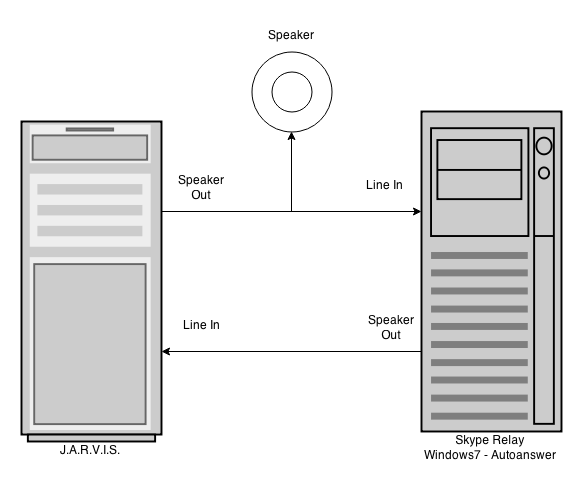 Speaker
Speaker
Out
Line In
Line In
Speaker
Out
J.A.R.V.I.S.
Skype Relay
Windows7 - Autoanswer